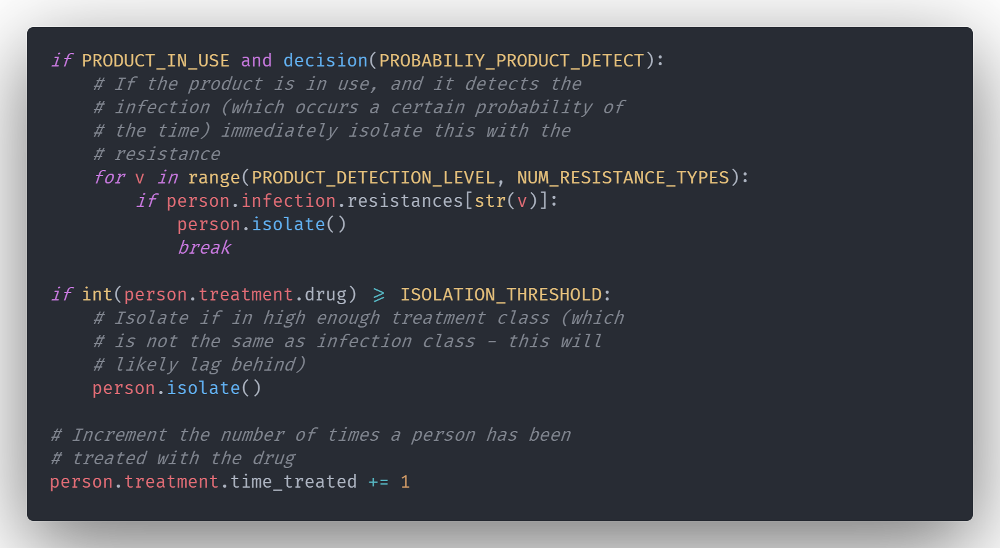 if PRODUCT_IN_USE and decision(PROBABILIY_PRODUCT_DETECT):
    # If the product is in use, and it detects the
    # infection (which occurs a certain probability of
    # the time) immediately isolate this with the
    # resistance
    for v in range(PRODUCT_DETECTION_LEVEL, NUM_RESISTANCE_TYPES):
        if person.infection.resistances[str(v)]:
            person.isolate()
            break

if int(person.treatment.drug) ⩾ ISOLATION_THRESHOLD:
    # Isolate if in high enough treatment class (which
    # is not the same as infection class – this will
    # likely lag behind)
    person.isolate()

# Increment the number of times a person has been
# treated with the drug
person.treatment.time_treated += 1